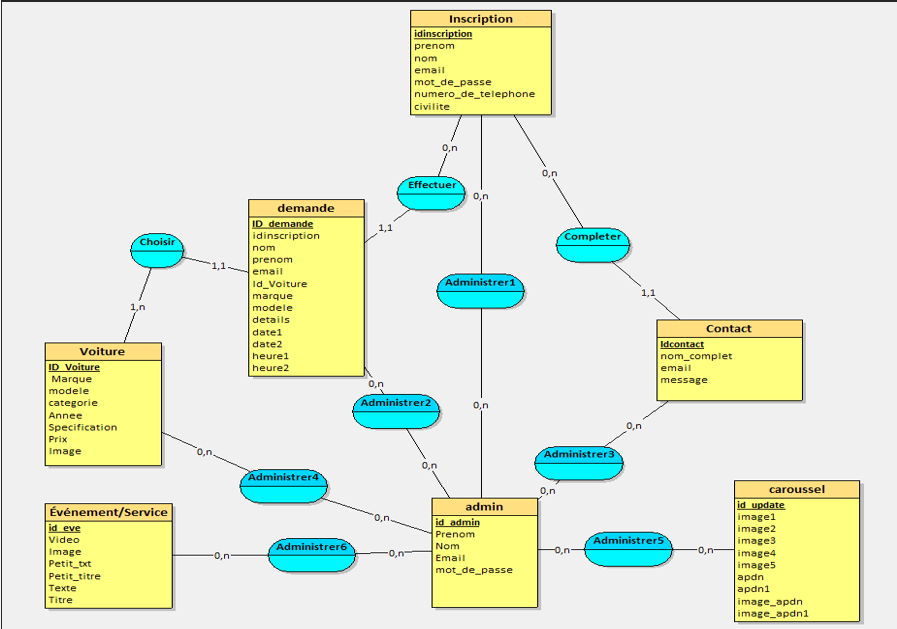 Inscription
idinscription
prenom
nom
email
mot_de_passe
numero_de_telephone
civilite
0,n
0,n
0,n
Effectuer
1,1
demande
ID_demande
idinscription
nom
prenom
email
Id_Voiture
marque
modele
details
date1
date2
heure1
heure2
Choisir
1,1
1,n
Completer
1,1
Administrer1
0,n
Contact
Idcontact
nom_complet
email
message
Voiture
ID_Voiture
Marque
modele
categorie
Annee
Specification
Prix
Image
0,n
Administrer2
0,n
0,n
Administrer3
0,n
0,n
Administrer4
0,n
admin
id_admin
Prenom
Nom
Email
mot_de_passe
caroussel
id_update
image1
image2
image3
image4
image5
apdn
apdn1
image_apdn
image_apdn1
Événement/Service
id_eve
Video
Image
Petit_txt
Petit_titre
Texte
Titre
0,n
Administrer6
0,n
0,n
Administrer5
0,n